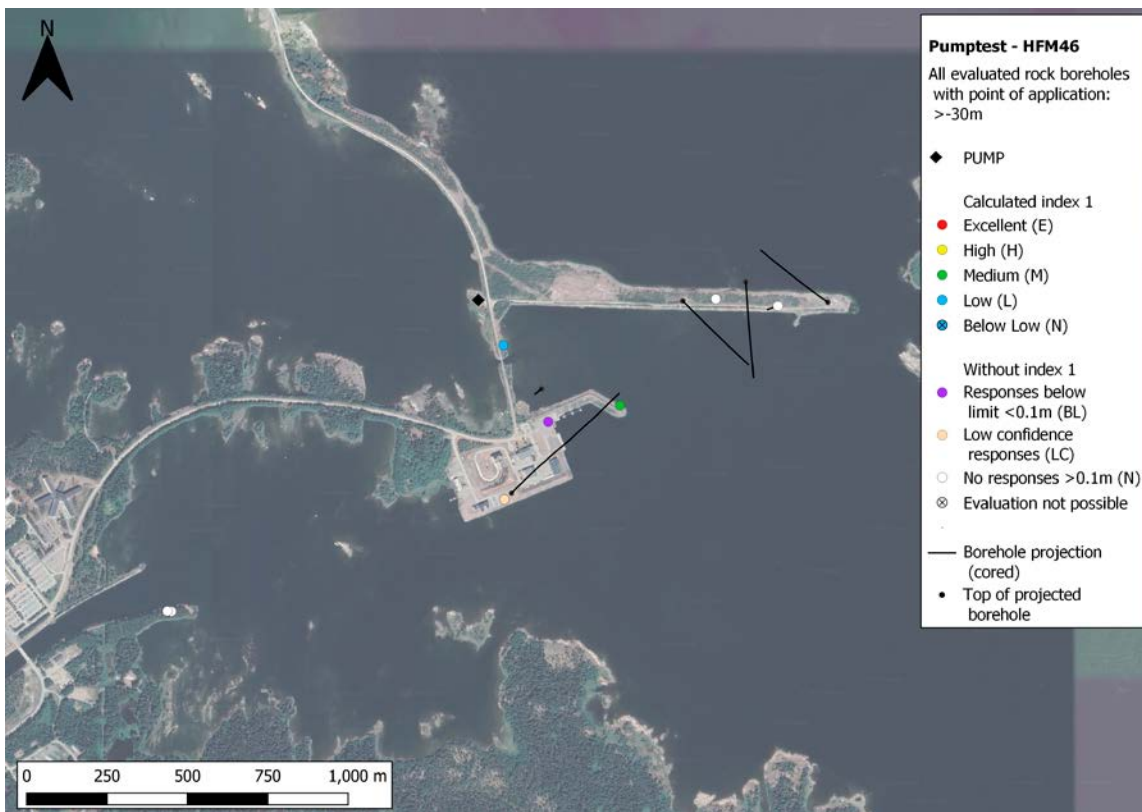 N
Pumptest - HFM46
All evaluated rock boreholes
with point of application:
>-30m
PUMP
Calculated index 1
Excellent (E)
High (H)
Medium (M)
Low (L)
Below Low (N)
Without index 1
Responses below
limit <0.1m (BL)
Low confidence
responses (LC)
No responses >0.1m (N)
Evaluation not possible
Borehole projection
(cored)
Top of projected
borehole
0 250 500 750 1,000 m